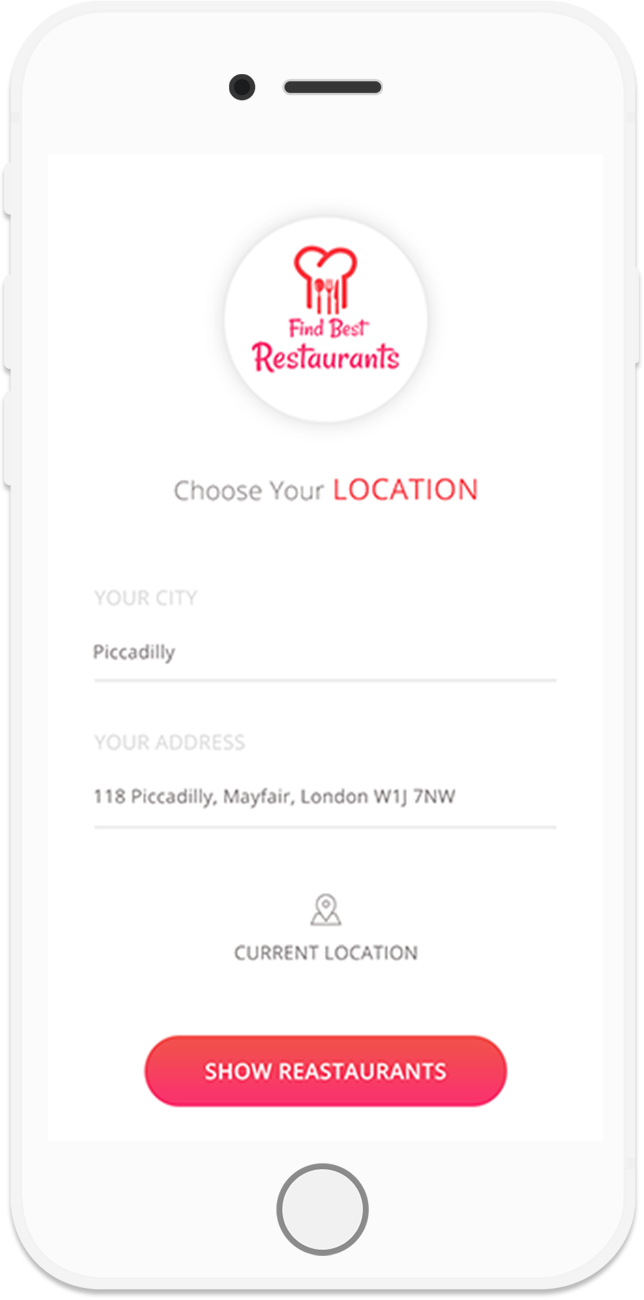 Find Best
Restaurants
Choose Your LOCATION
YOUR CITY
Piccadilly
YOUR ADDRESS
118 Piccadilly, Mayfair, London W1J 7NW
CURRENT LOCATION
SHOW REASTAURANTS